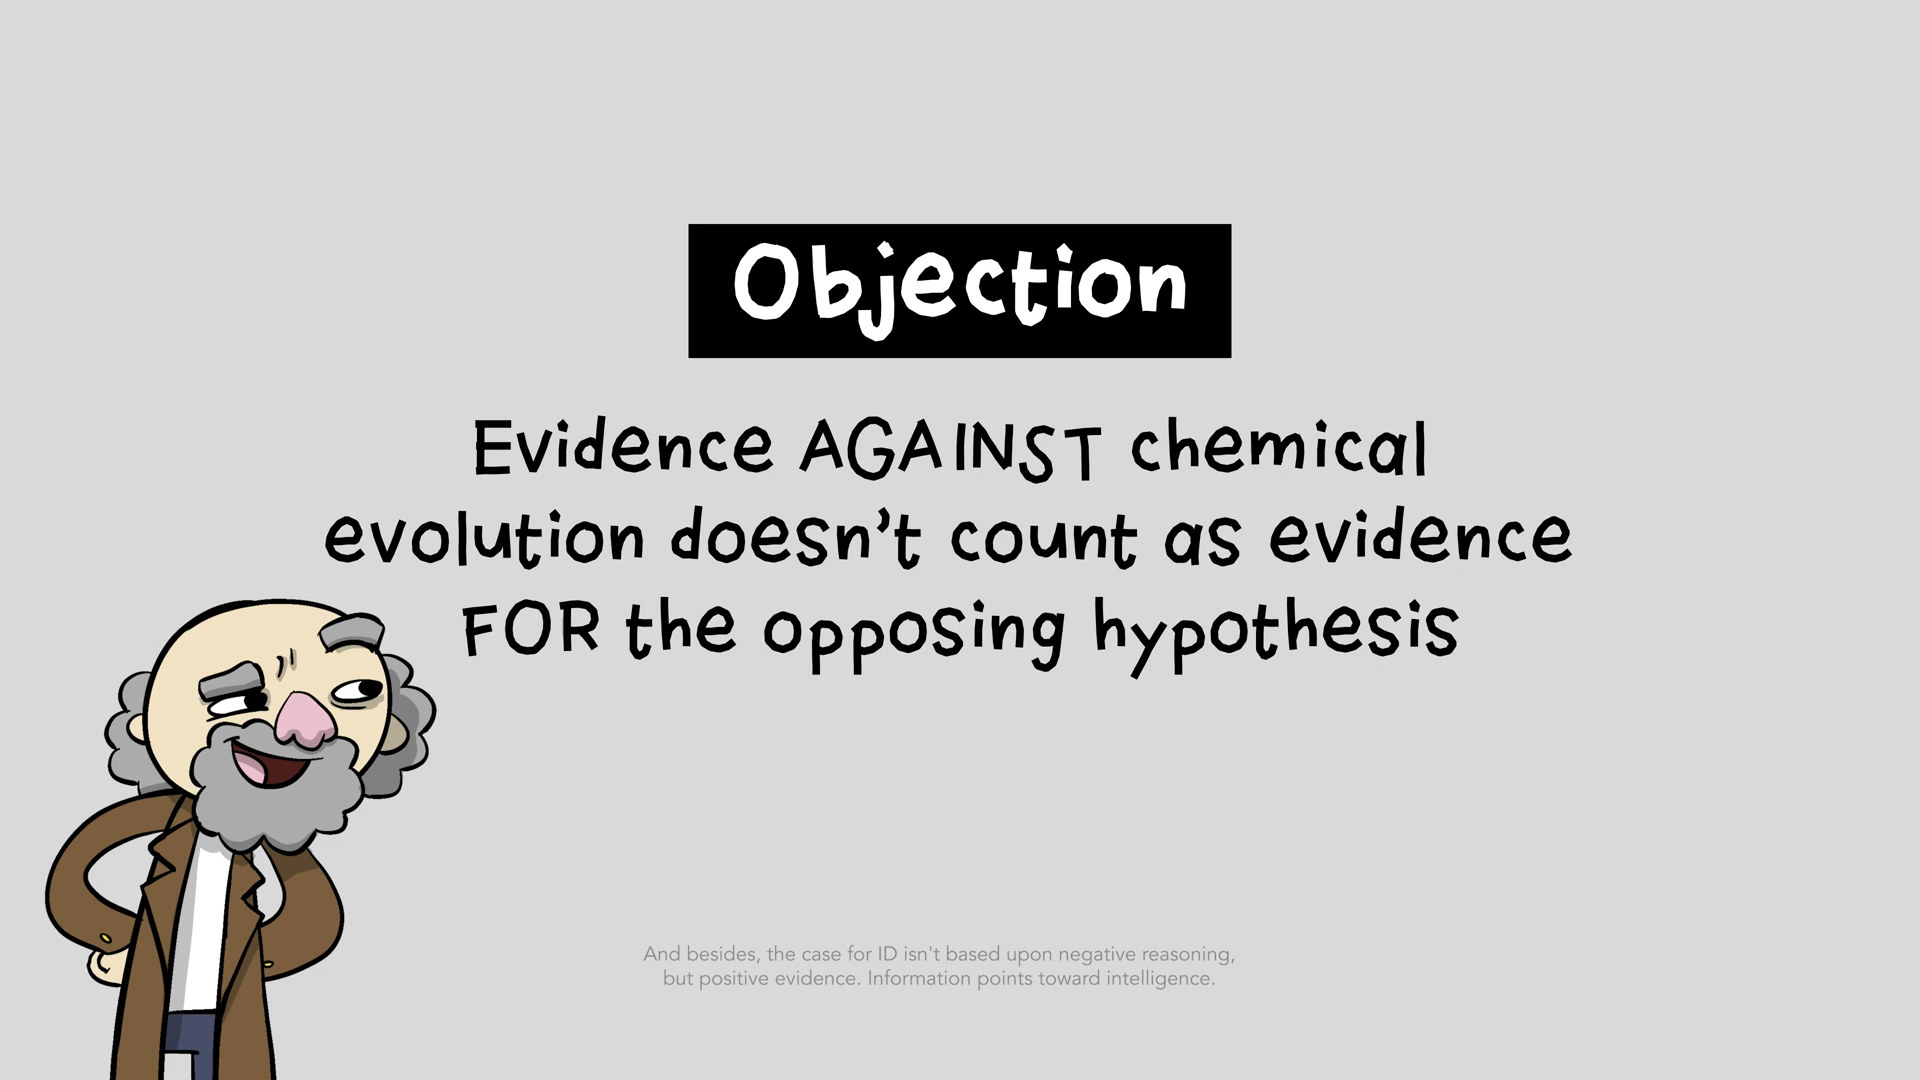 Objection
Evidence AGAINST chemical
evolution doesn’t count as evidence
FOR the opposing hypothesis
And besides, the case for ID isn't based upon negative reasoning,
but positive evidence. Information points toward intelligence.